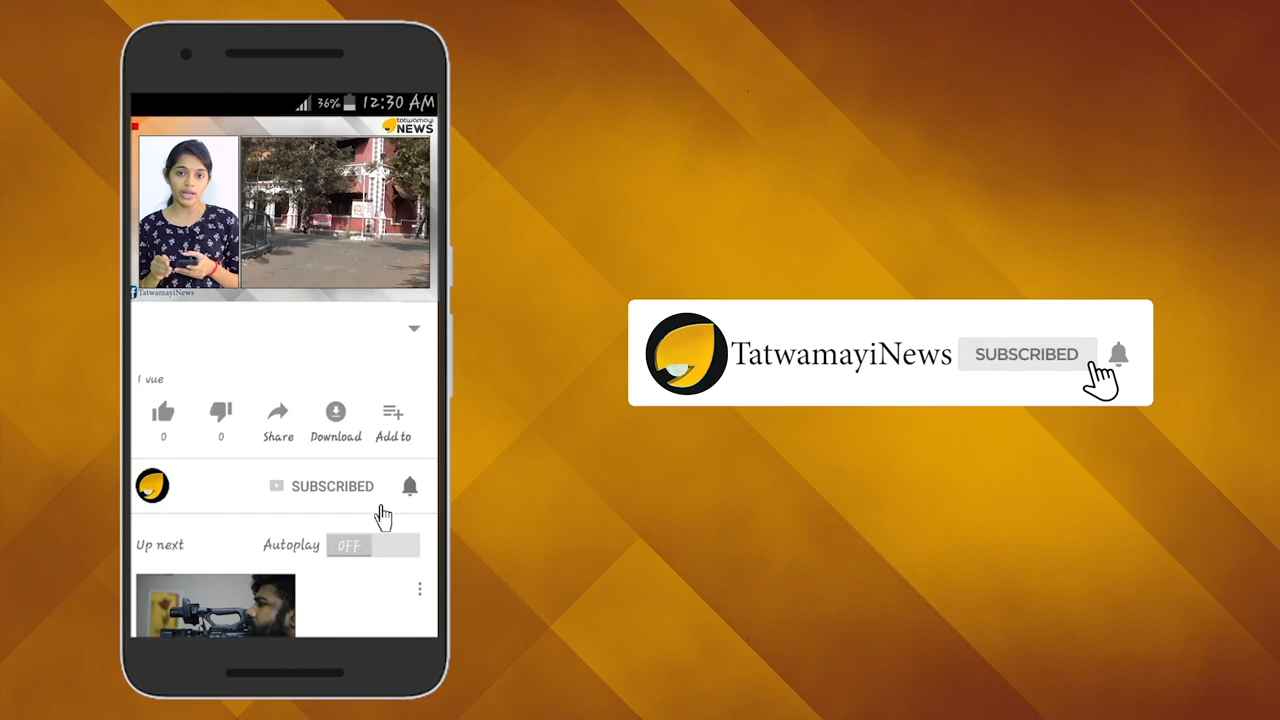 36% 12:30 AM
tatwamayi
NEWS
TatwamayiNews
1 vue
0 0 Share Download Add to
SUBSCRIBED
Up next Autoplay OFF
TatwamayiNews SUBSCRIBED